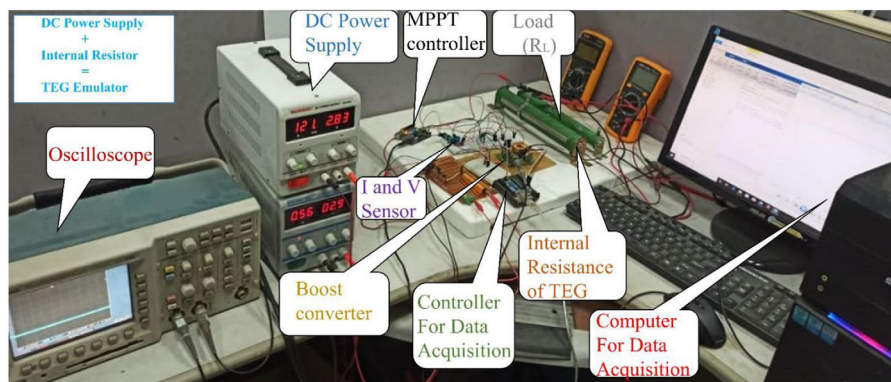 DC Power Supply
+
Internal Resistor
=
TEG Emulator
DC Power
Supply
MPPT
controller
Load
(RL)
Oscilloscope
12.1 2.83
0.56 0.29
I and V
Sensor
Boost
converter
Controller
For Data
Acquisition
Internal
Resistance
of TEG
Computer
For Data
Acquisition